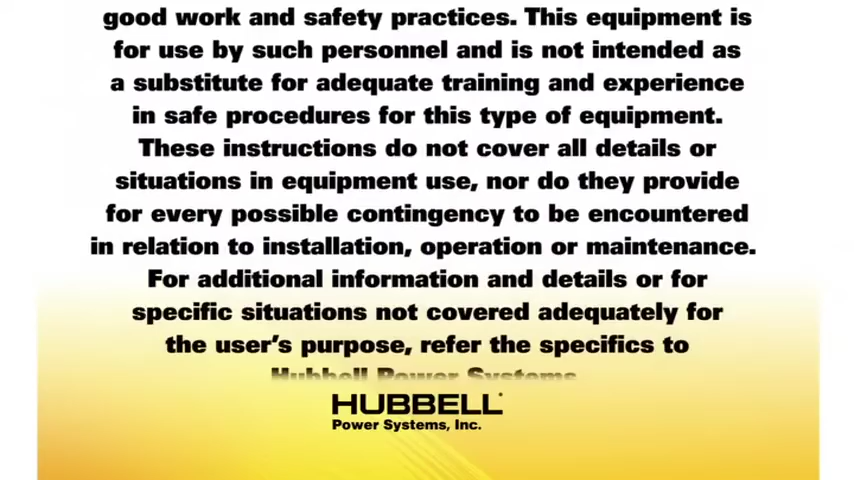 good work and safety practices. This equipment is
for use by such personnel and is not intended as
a substitute for adequate training and experience
in safe procedures for this type of equipment.
These instructions do not cover all details or
situations in equipment use, nor do they provide
for every possible contingency to be encountered
in relation to installation, operation or maintenance.
For additional information and details or for
specific situations not covered adequately for
the user's purpose, refer the specifics to
Hubbell Power Systems
HUBBELL
Power Systems, Inc.